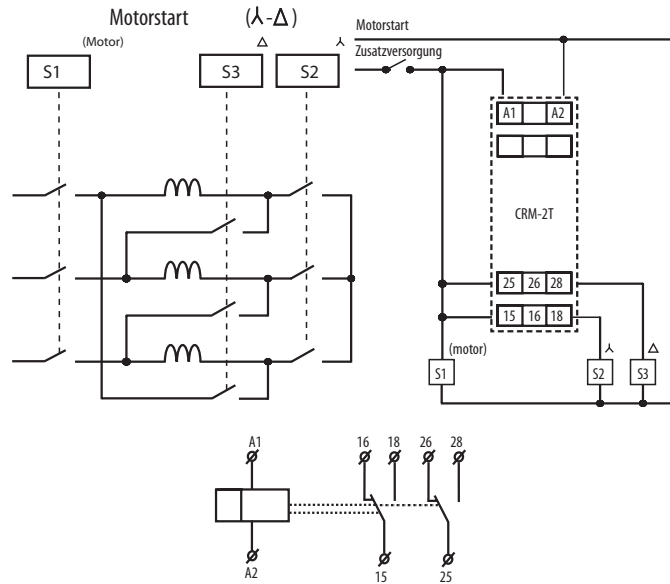 Motorstart (⅄-Δ)
(Motor)
S1
Δ
S3
⅄
S2
Motorstart
Zusatzversorgung
A1 A2
CRM-2T
25 26 28
15 16 18
(motor)
S1
⅄
S2
Δ
S3
A1
A2
16 18 26 28
15 25